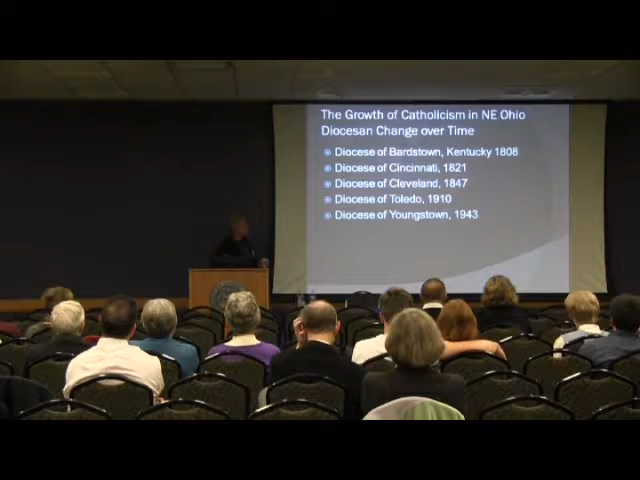 The Growth of Catholicism in NE Ohio
Diocesan Change over Time
Diocese of Bardstown, Kentucky 1808
Diocese of Cincinnati, 1821
Diocese of Cleveland, 1847
Diocese of Toledo, 1910
Diocese of Youngstown, 1943